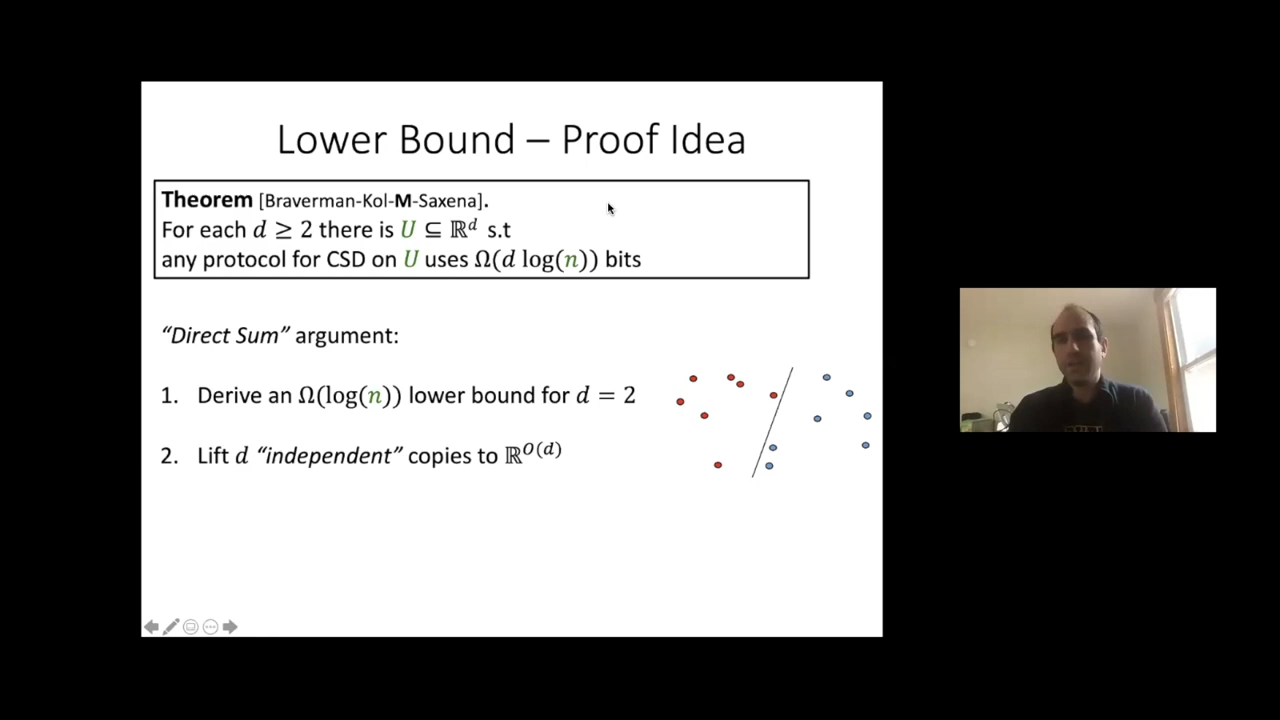 Lower Bound – Proof Idea
Theorem [Braverman-Kol-M-Saxena].
For each d ≥ 2 there is U ⊆ ℝ^d s.t
any protocol for CSD on U uses Ω(d log(n)) bits
“Direct Sum” argument:
1. Derive an Ω(log(n)) lower bound for d = 2
2. Lift d “independent” copies to ℝ^O(d)